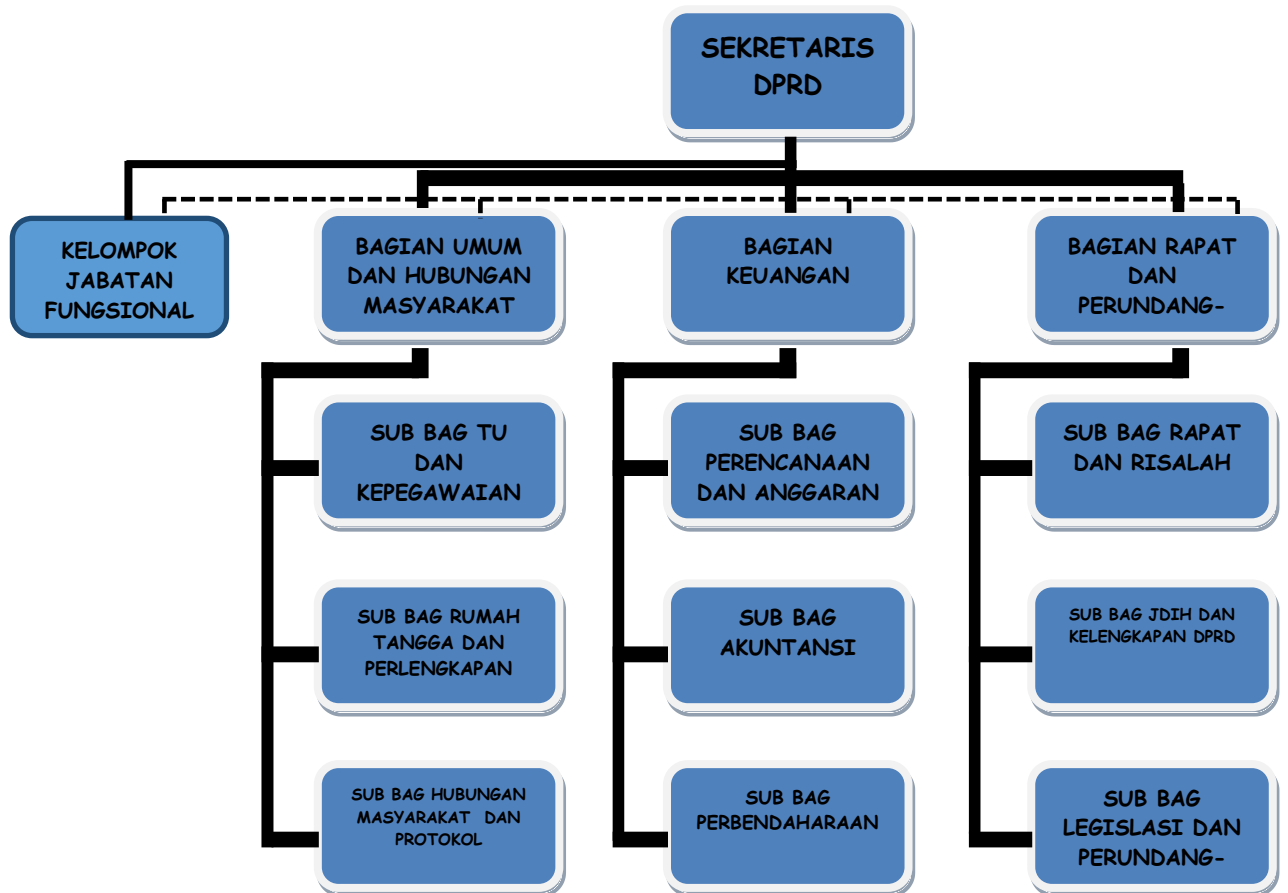 SEKRETARIS
DPRD
KELOMPOK
JABATAN
FUNGSIONAL
BAGIAN UMUM
DAN HUBUNGAN
MASYARAKAT
BAGIAN
KEUANGAN
BAGIAN RAPAT
DAN
PERUNDANG-
SUB BAG TU
DAN
KEPEGAWAIAN
SUB BAG
PERENCANAAN
DAN ANGGARAN
SUB BAG RAPAT
DAN RISALAH
SUB BAG RUMAH
TANGGA DAN
PERLENGKAPAN
SUB BAG
AKUNTANSI
SUB BAG JDIH DAN
KELENGKAPAN DPRD
SUB BAG HUBUNGAN
MASYARAKAT DAN
PROTOKOL
SUB BAG
PERBENDAHARAAN
SUB BAG
LEGISLASI DAN
PERUNDANG-